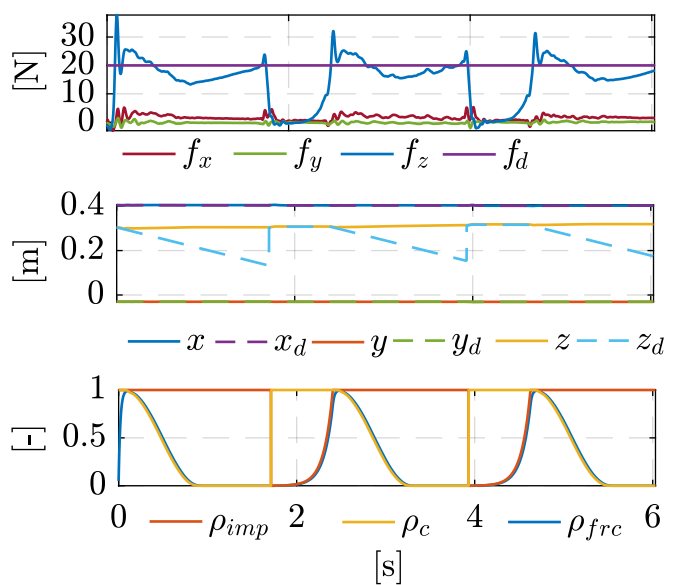 30
20
10
0
[N]
f_x f_y f_z f_d
0.4
0.2
0
[m]
x x_d y y_d z z_d
1
0.5
0
[-]
0 2 4 6
ρ_imp ρ_c ρ_frc
[s]